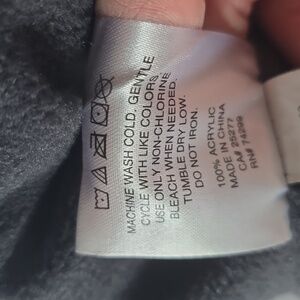 MACHINE WASH COLD, GENTLE
CYCLE WITH LIKE COLORS.
USE ONLY NON-CHLORINE
BLEACH WHEN NEEDED.
TUMBLE DRY LOW.
DO NOT IRON.
100% ACRYLIC
MADE IN CHINA
CA# 25277
RN# 74299